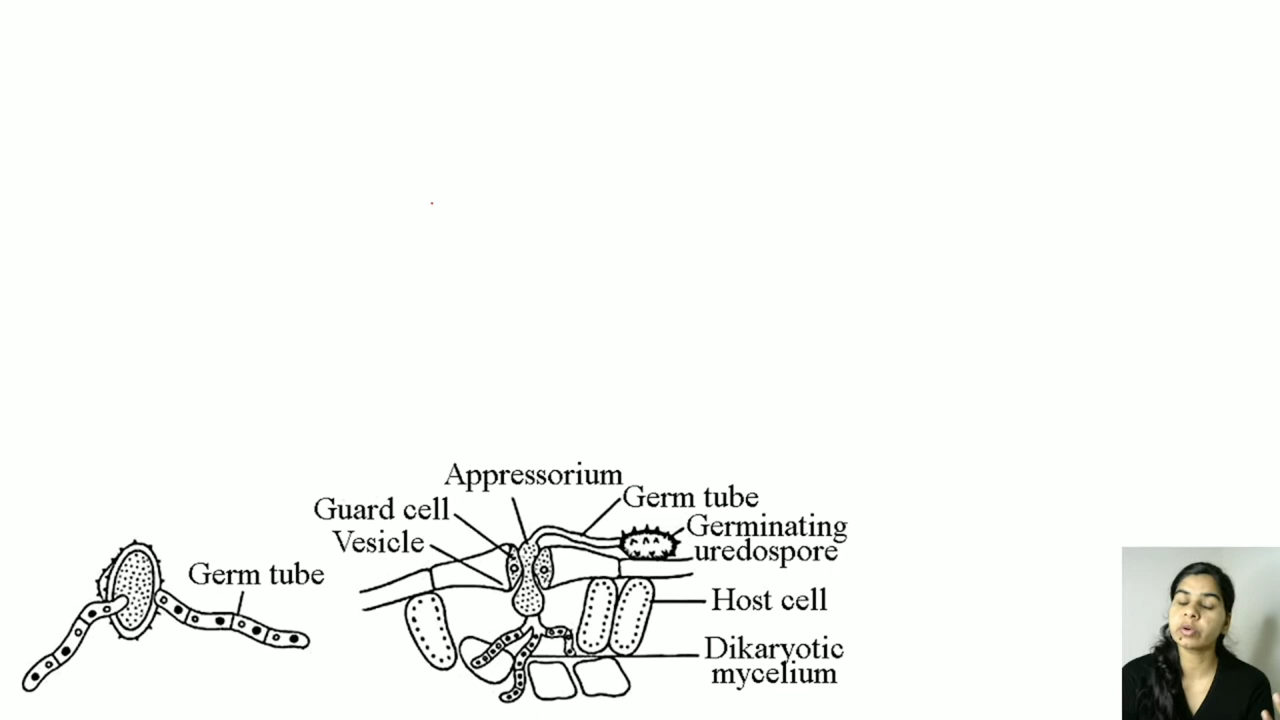 Appressorium
Guard cell
Germ tube
Vesicle
Germinating
uredospore
Germ tube
Host cell
Dikaryotic
mycelium